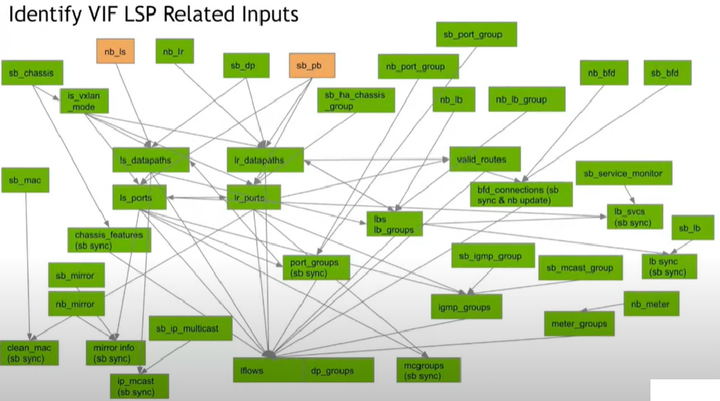 Identify VIF LSP Related Inputs
sb_port_group
nb_ls
nb_lr
sb_dp
sb_pb
nb_port_group
nb_bfd
sb_bfd
sb_chassis
is_vxlan
_mode
sb_ha_chassis
_group
nb_lb
nb_lb_group
ls_datapaths
lr_datapaths
valid_routes
sb_mac
ls_ports
lr_ports
bfd_connections (sb
sync & nb update)
sb_service_monitor
lbs
lb_groups
lb_svcs
(sb sync)
sb_lb
chassis_features
(sb sync)
port_groups
(sb sync)
sb_igmp_group
sb_mcast_group
lb sync
(sb sync)
sb_mirror
nb_mirror
igmp_groups
nb_meter
sb_ip_multicast
meter_groups
clean_mac
(sb sync)
mirror info
(sb sync)
lflows
dp_groups
mcgroups
(sb sync)
ip_mcast
(sb sync)